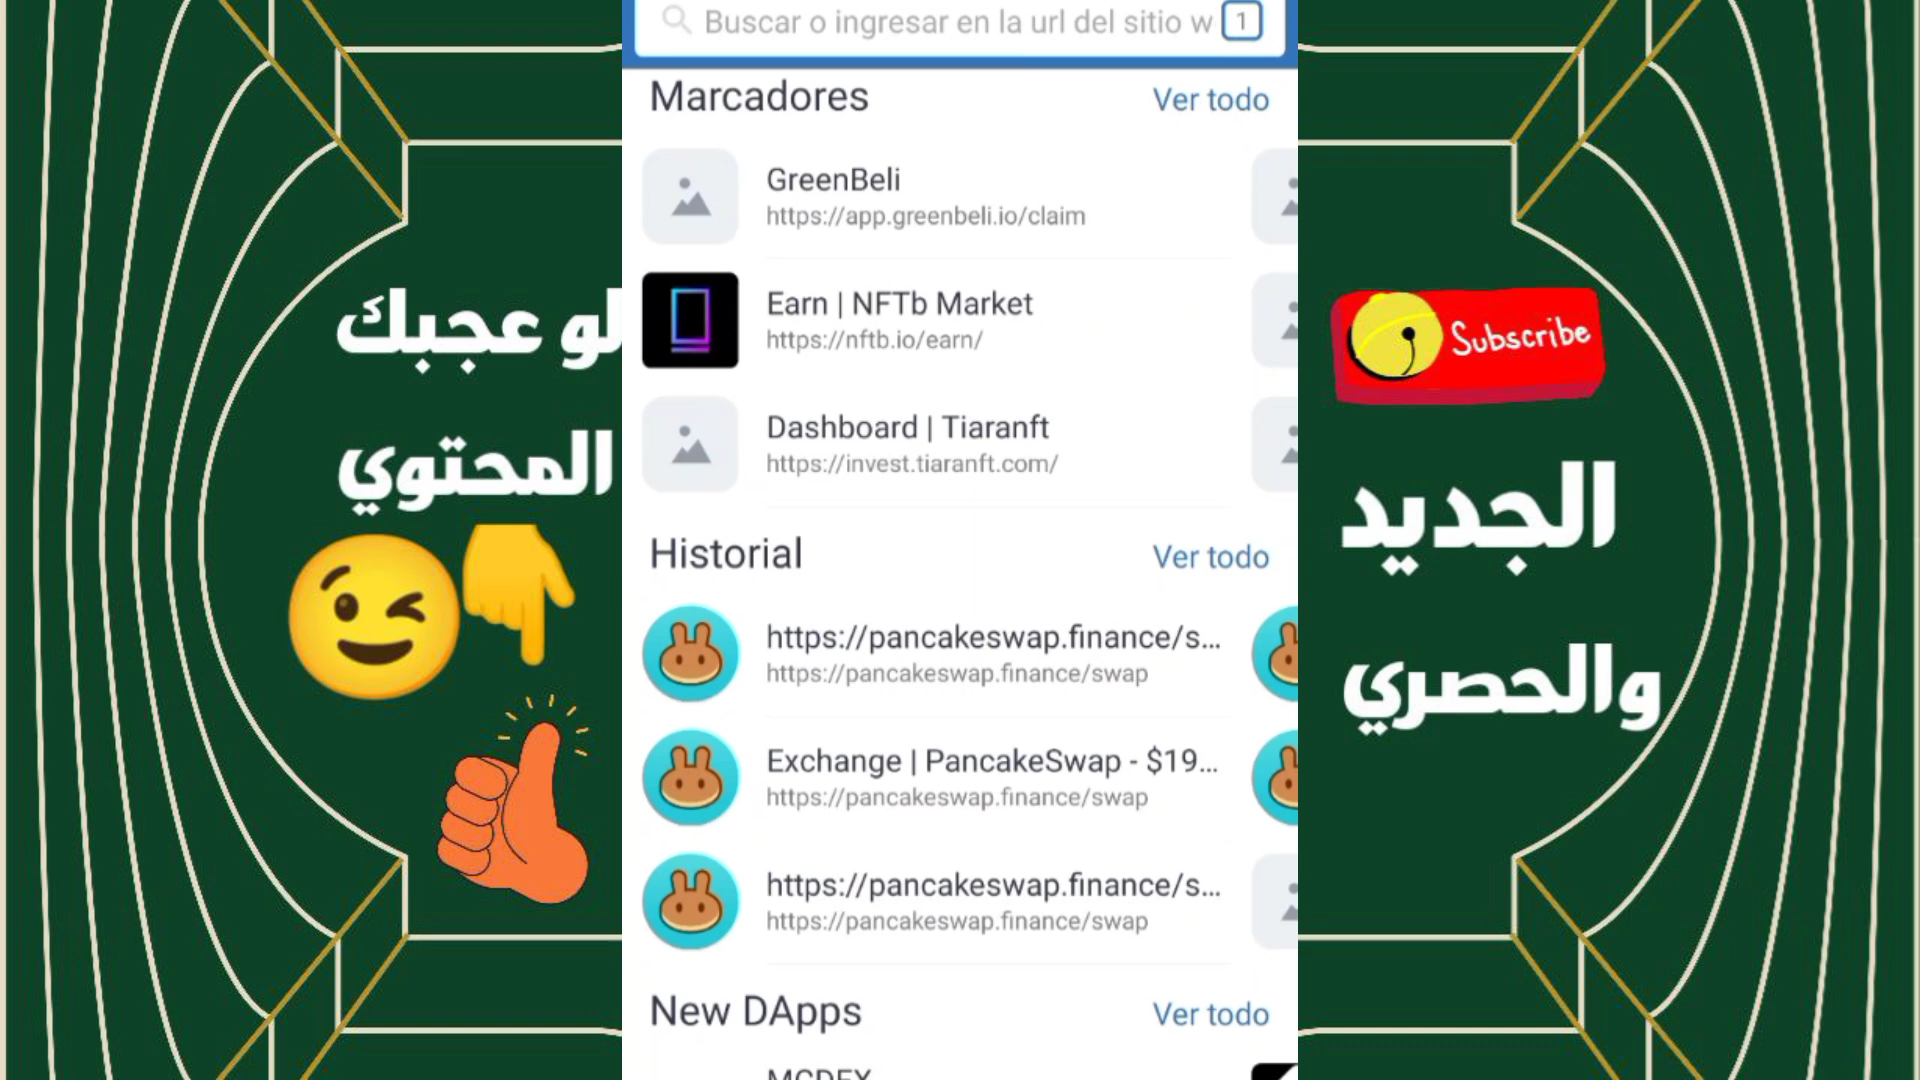 Buscar o ingresar en la url del sitio w
1
Marcadores
Ver todo
GreenBeli
https://app.greenbeli.io/claim
Earn | NFTb Market
https://nftb.io/earn/
Dashboard | Tiaranft
https://invest.tiaranft.com/
Historial
Ver todo
https://pancakeswap.finance/s...
https://pancakeswap.finance/swap
Exchange | PancakeSwap - $19...
https://pancakeswap.finance/swap
https://pancakeswap.finance/s...
https://pancakeswap.finance/swap
New DApps
Ver todo
MCDEX
لو عجبك
المحتوي
Subscribe
الجديد
والحصري